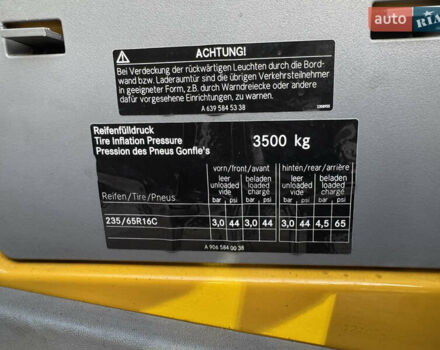 auto.RIA.com
ACHTUNG!
Bei Verdeckung der rückwärtigen Leuchten durch die Bord-
wand bzw. Laderaumtür sind die übrigen Verkehrsteilnehmer
in geeigneter Form, z.B. durch Warndreiecke oder andere
dafür vorgesehene Einrichtungen, zu warnen.
A 639 584 53 38
Reifenfülldruck
Tire Inflation Pressure
Pression des Pneus Gonfle's
3500 kg
vorn/front/avant hinten/rear/arrière
leer beladen leer beladen
unloaded loaded unloaded loaded
vide chargé vide chargé
Reifen/Tire/Pneus bar psi bar psi bar psi bar psi
235/65R16C 3,0 44 3,0 44 3,0 44 4,5 65
A 906 584 00 38